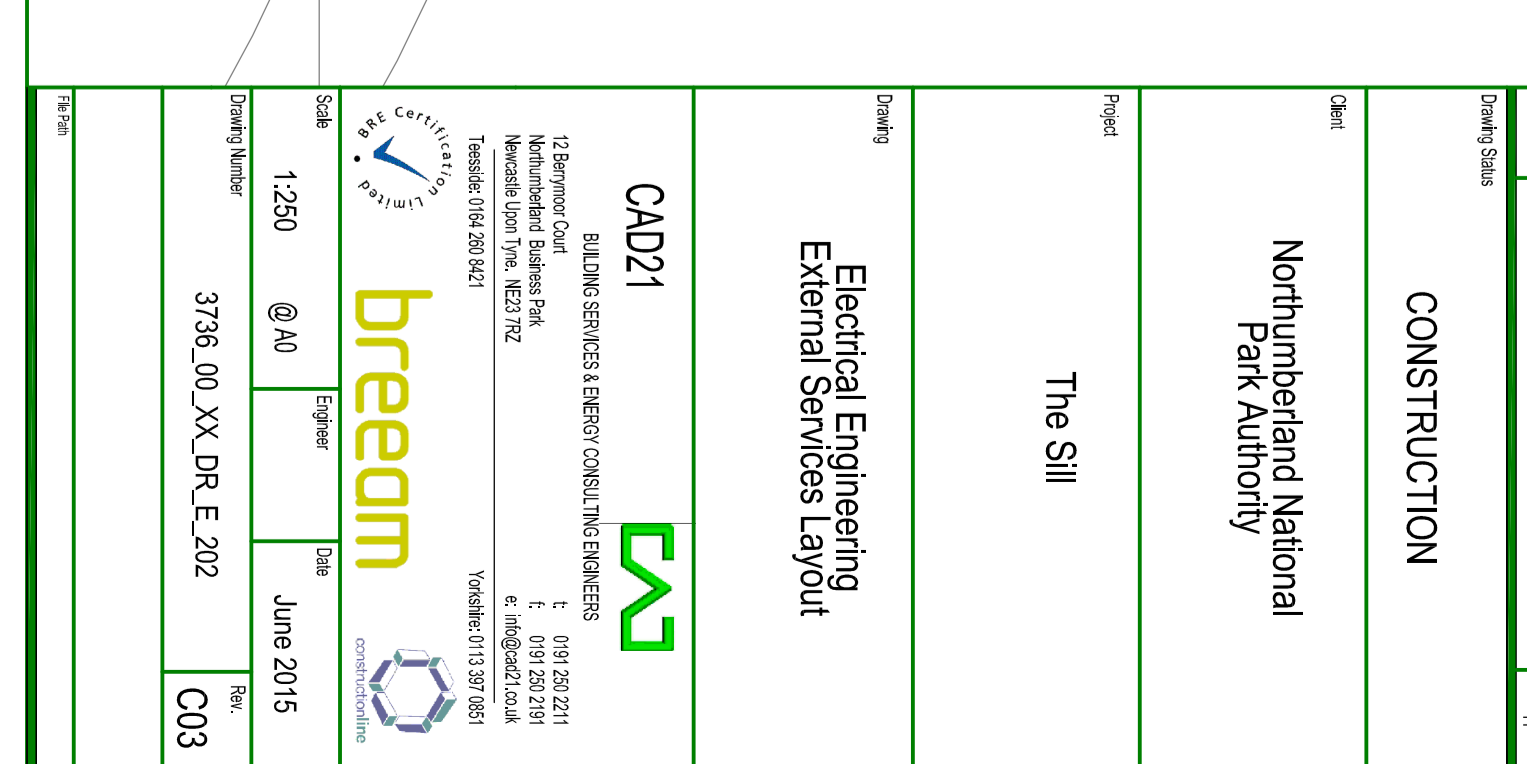 Drawing Status
CONSTRUCTION
Client
Northumberland National
Park Authority
Project
The Sill
Drawing
Electrical Engineering
External Services Layout
CAD21
BUILDING SERVICES & ENERGY CONSULTING ENGINEERS
12 Berrymoor Court
Northumberland Business Park
Newcastle Upon Tyne. NE23 7RZ
t: 0191 250 2211
f: 0191 250 2191
e: info@cad21.co.uk
Teesside: 0164 260 8421
Yorkshire: 0113 397 0851
BRE Certification Limited
breeam
constructionline
Scale
1:250 @ A0
Engineer
Date
June 2015
Drawing Number
3736_00_XX_DR_E_202
Rev.
C03
File Path